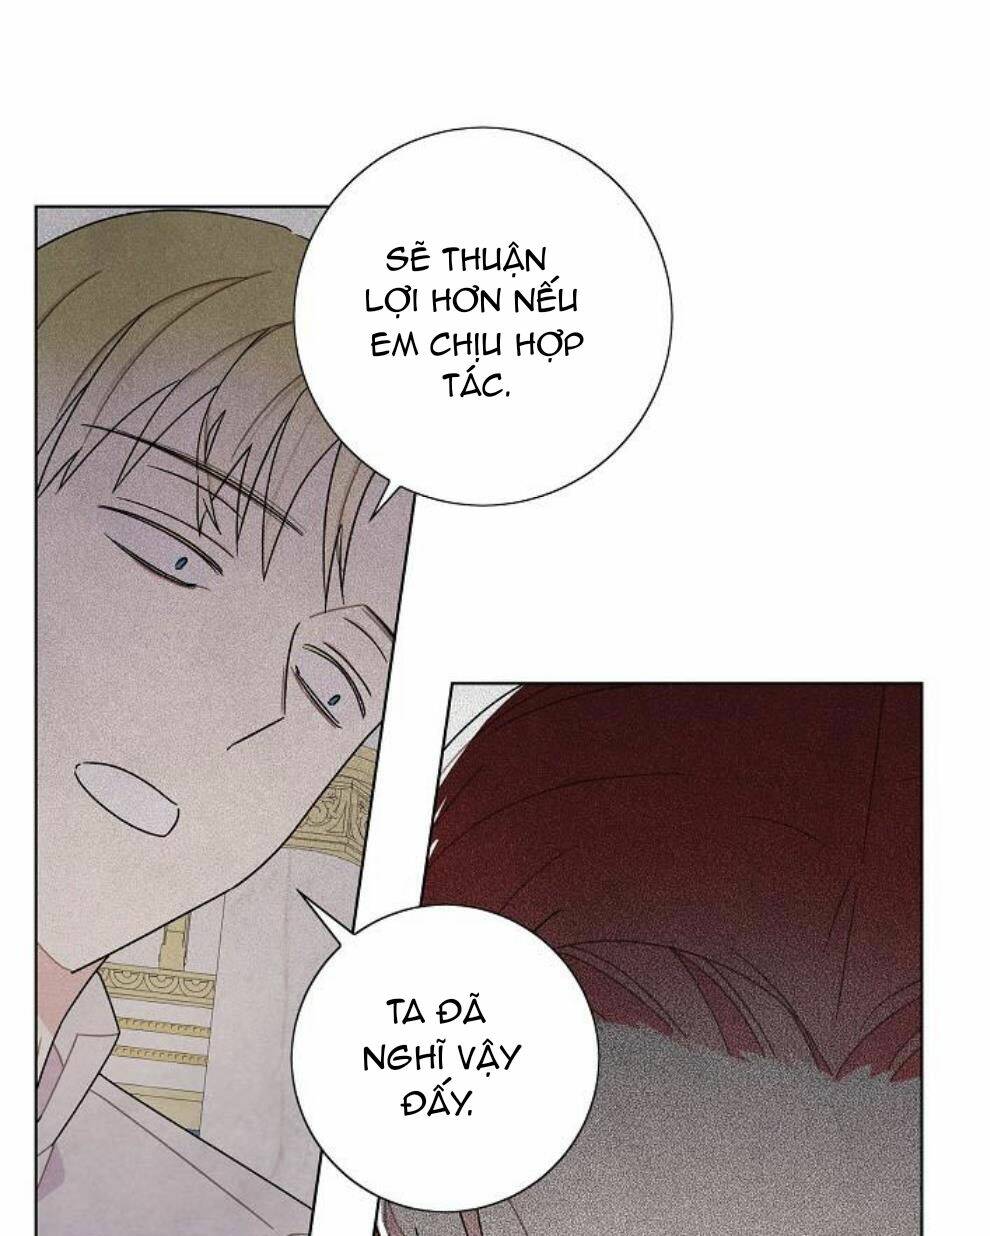 SẼ THUẬN
LỢI HƠN NẾU
EM CHỊU HỢP
TÁC.
TA ĐÃ
NGHĨ VẬY
ĐẤY.